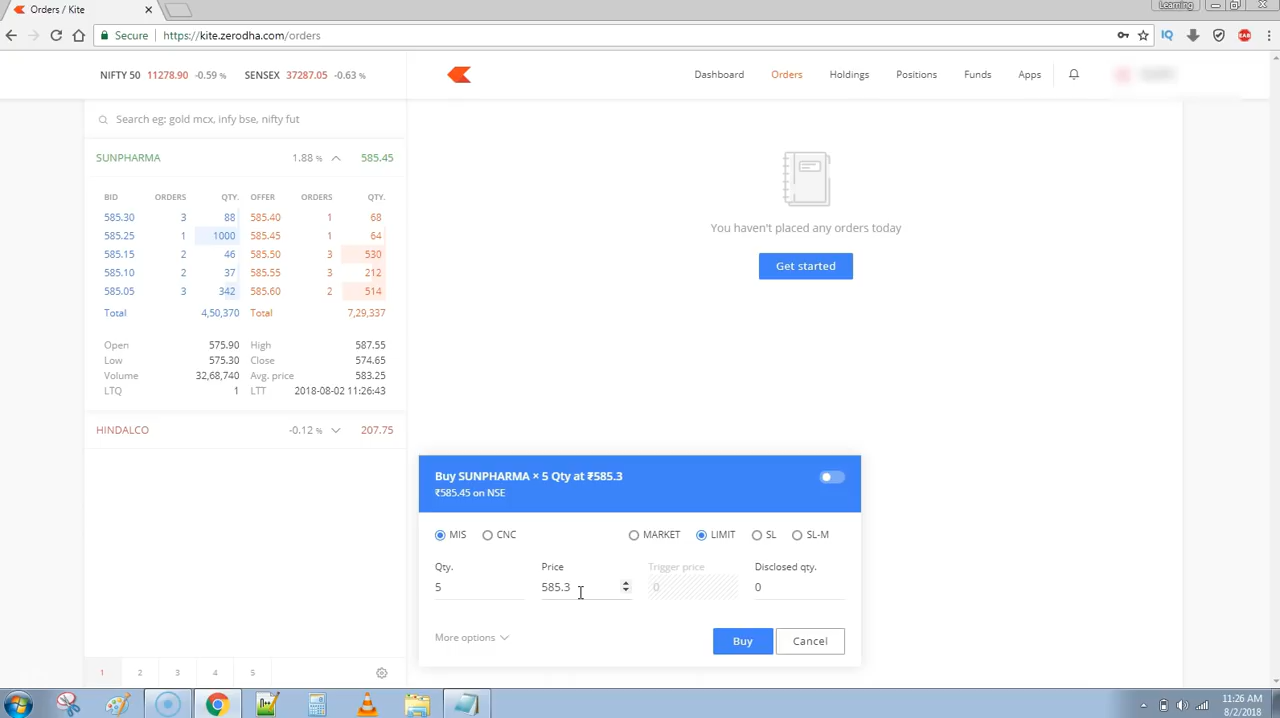 Orders / Kite
Learning
Secure https://kite.zerodha.com/orders
IQ
NIFTY 50 11278.90 -0.59 % SENSEX 37287.05 -0.63 %
Dashboard Orders Holdings Positions Funds Apps
Search eg: gold mcx, infy bse, nifty fut
SUNPHARMA 1.88 % 585.45
BID ORDERS QTY. OFFER ORDERS QTY.
585.30 3 88 585.40 1 68
585.25 1 1000 585.45 1 64
585.15 2 46 585.50 3 530
585.10 2 37 585.55 3 212
585.05 3 342 585.60 2 514
Total 4,50,370 Total 7,29,337
Open 575.90 High 587.55
Low 575.30 Close 574.65
Volume 32,68,740 Avg. price 583.25
LTQ 1 LTT 2018-08-02 11:26:43
HINDALCO -0.12 % 207.75
You haven't placed any orders today
Get started
Buy SUNPHARMA × 5 Qty at ₹585.3
₹585.45 on NSE
MIS CNC MARKET LIMIT SL SL-M
Qty. Price Trigger price Disclosed qty.
5 585.3 0 0
More options Buy Cancel
1 2 3 4 5
11:26 AM
8/2/2018